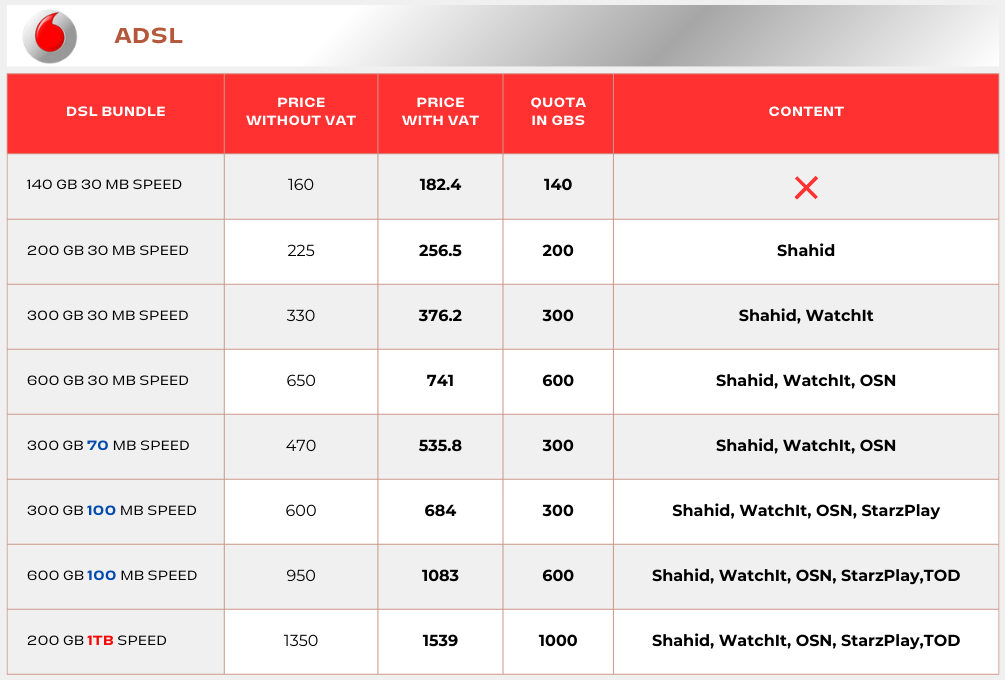 ADSL
DSL BUNDLE
PRICE
WITHOUT VAT
PRICE
WITH VAT
QUOTA
IN GBS
CONTENT
140 GB 30 MB SPEED 160 182.4 140
200 GB 30 MB SPEED 225 256.5 200 Shahid
300 GB 30 MB SPEED 330 376.2 300 Shahid, WatchIt
600 GB 30 MB SPEED 650 741 600 Shahid, WatchIt, OSN
300 GB 70 MB SPEED 470 535.8 300 Shahid, WatchIt, OSN
300 GB 100 MB SPEED 600 684 300 Shahid, WatchIt, OSN, StarzPlay
600 GB 100 MB SPEED 950 1083 600 Shahid, WatchIt, OSN, StarzPlay,TOD
200 GB 1TB SPEED 1350 1539 1000 Shahid, WatchIt, OSN, StarzPlay,TOD